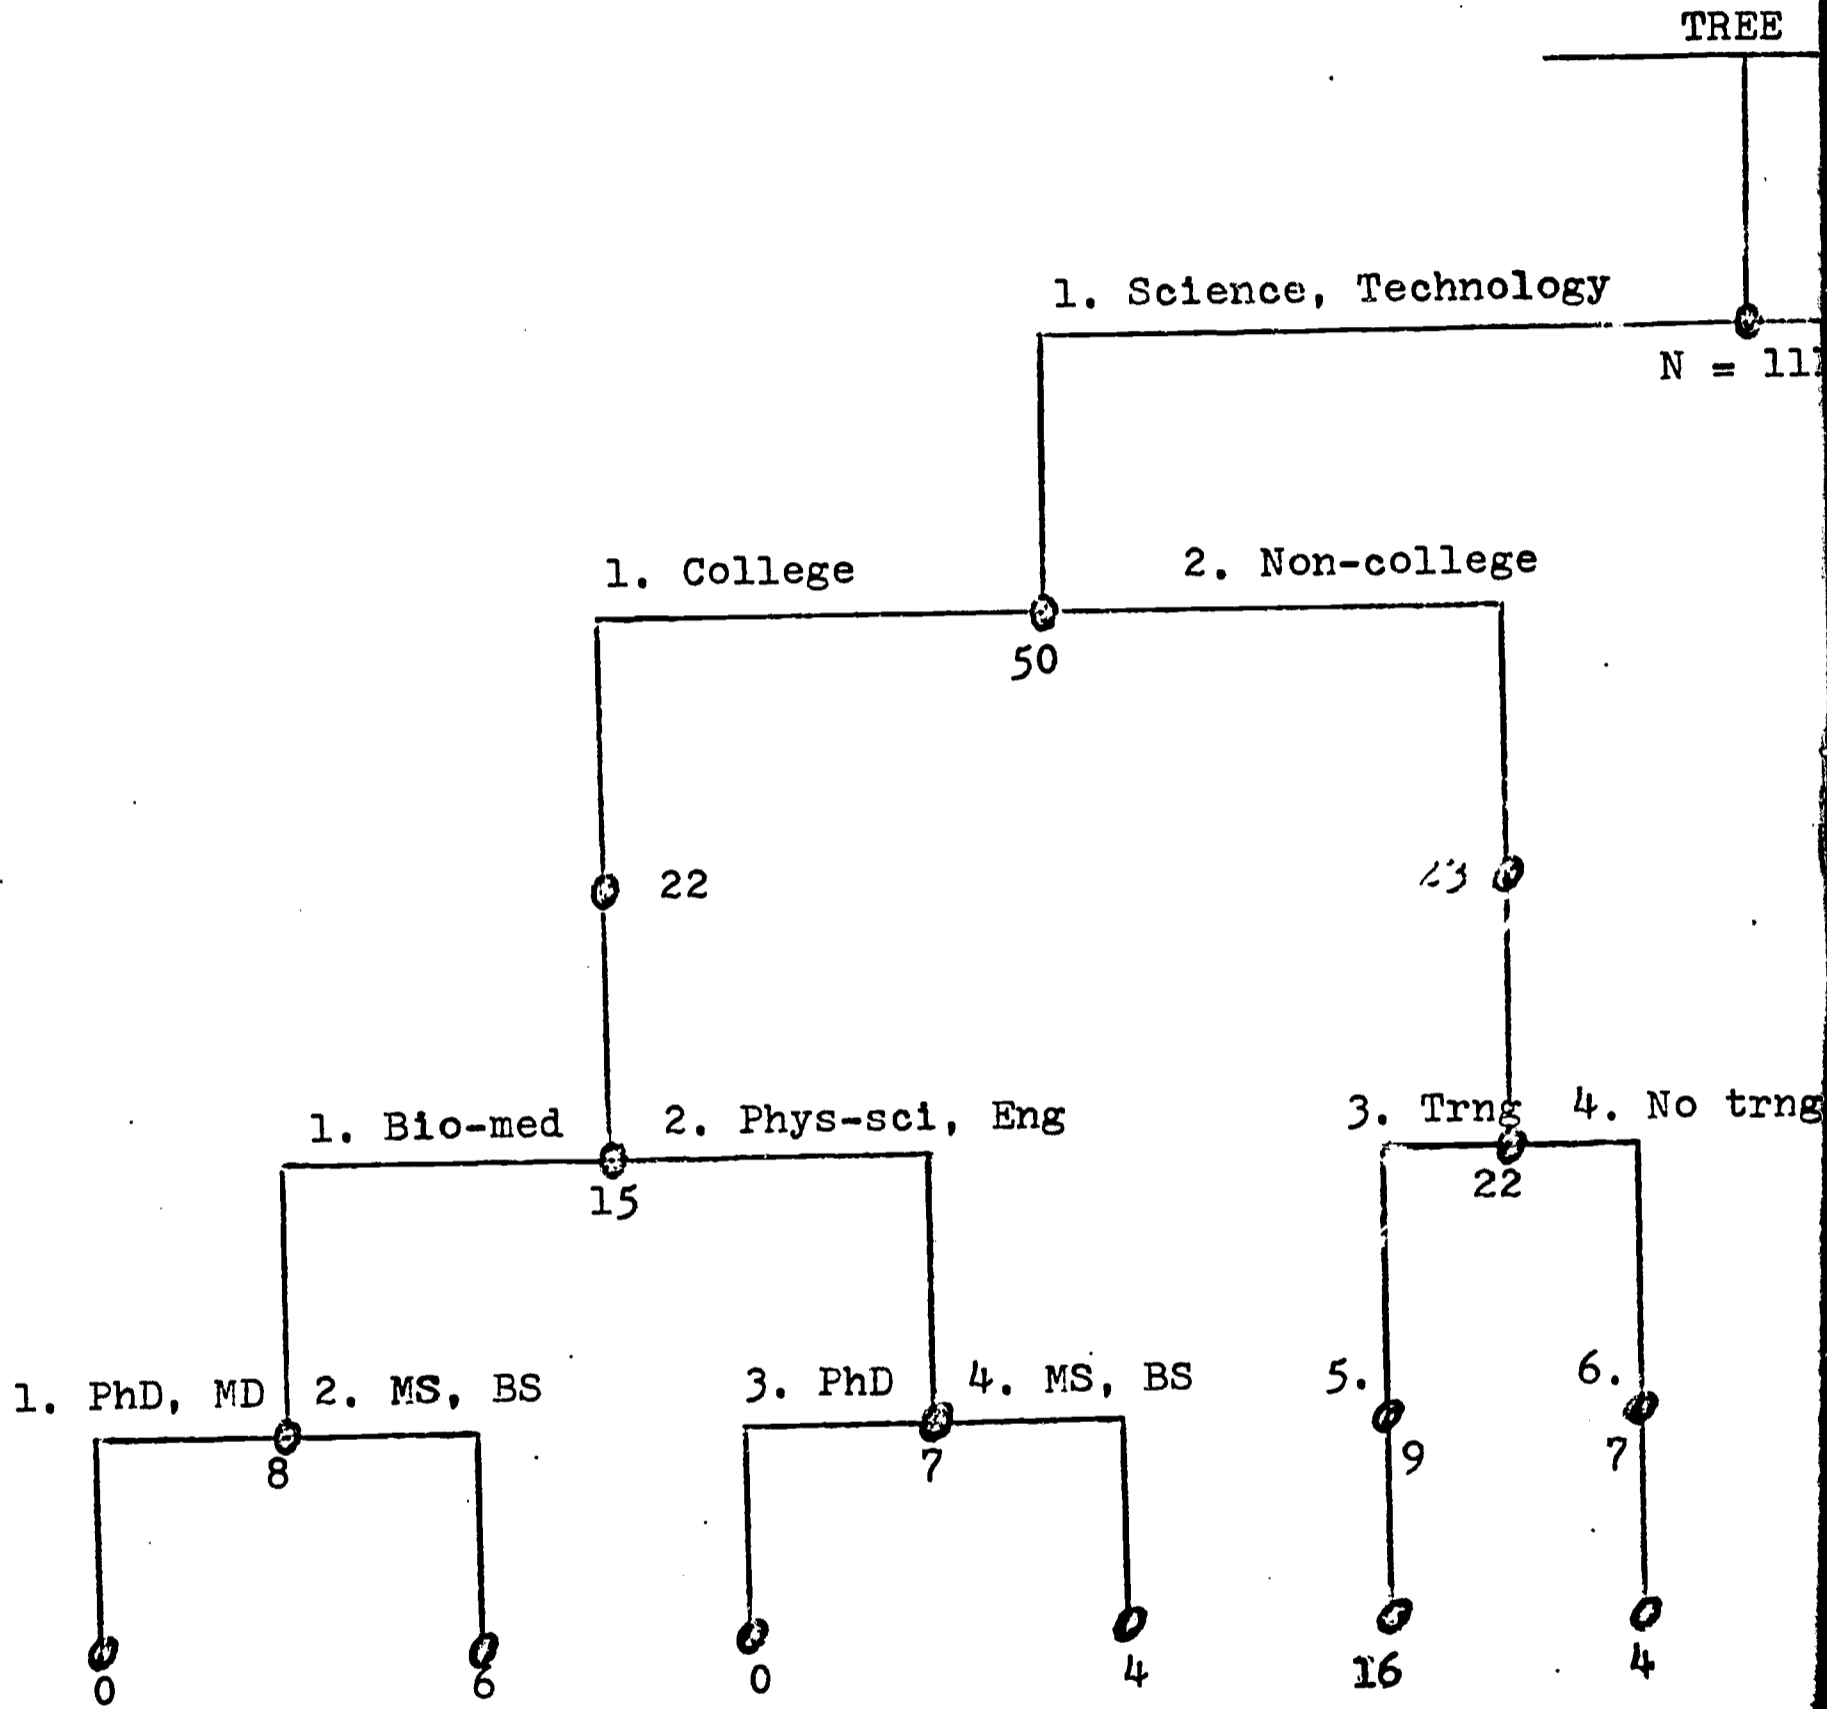 TREE
1. Science, Technology
N = 11
1. College 2. Non-college
50
22
1. Bio-med 2. Phys-sci, Eng 3. Trng 4. No trng
15 22
1. PhD, MD 2. MS, BS 3. PhD 4. MS, BS 5. 6.
8 7 9 7
0 6 0 4 16 4